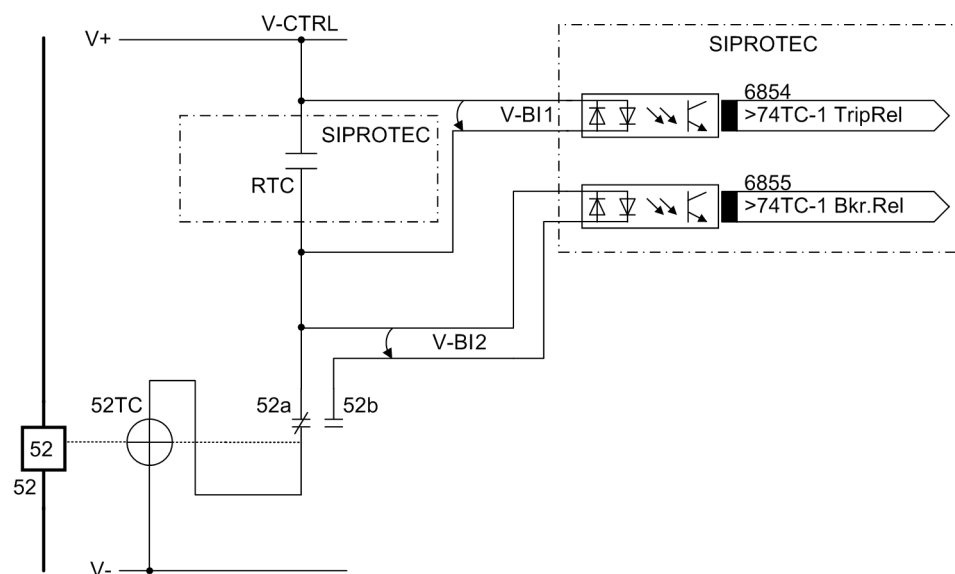 V-CTRL
V+
SIPROTEC
6854
V-BI1
>74TC-1 TripRel
SIPROTEC
RTC
6855
>74TC-1 Bkr.Rel
V-BI2
52TC
52a
52b
52
52
V-